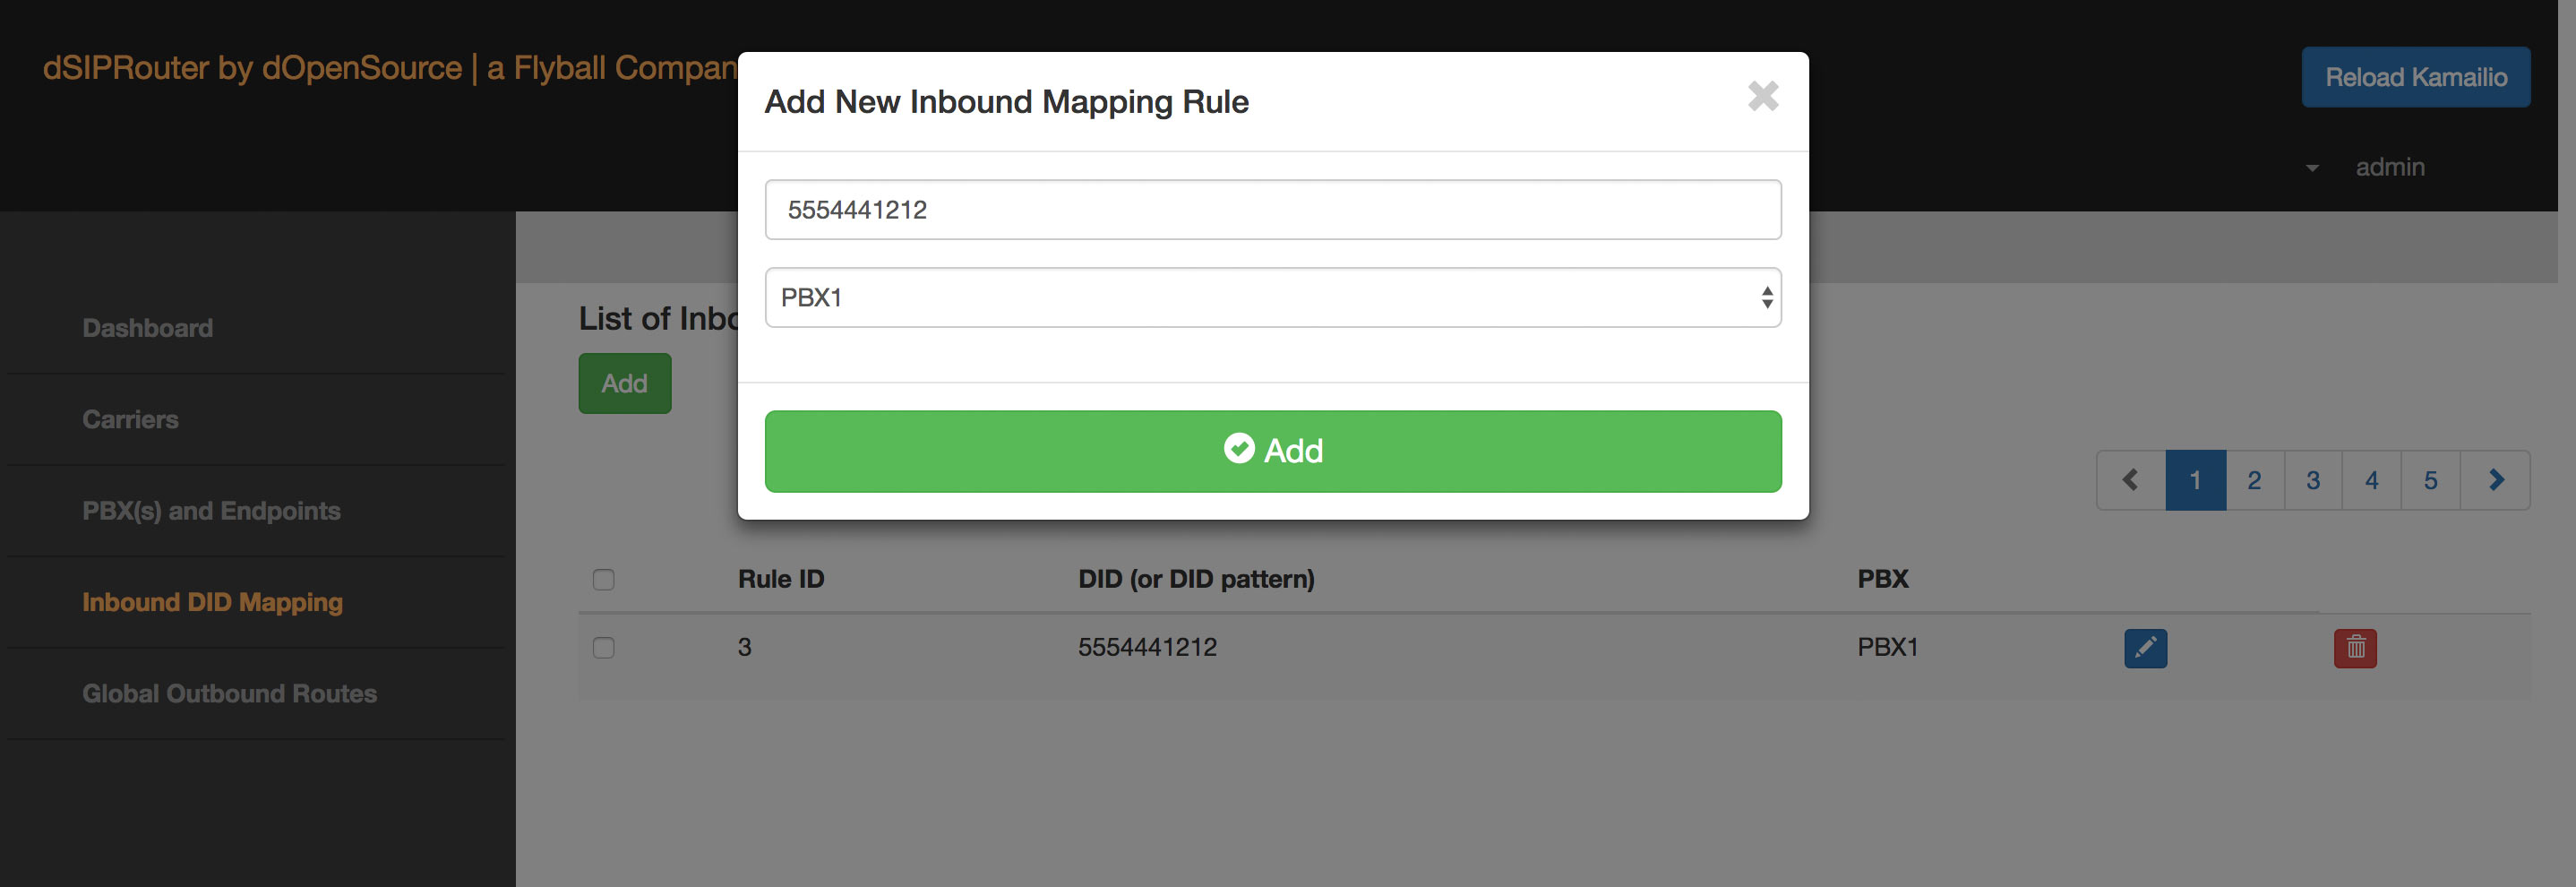 dSIPRouter by dOpenSource | a Flyball Compan
Reload Kamailio
admin
Add New Inbound Mapping Rule
5554441212
PBX1
Add
Dashboard
Carriers
PBX(s) and Endpoints
Inbound DID Mapping
Global Outbound Routes
List of Inbo
Add
1 2 3 4 5
Rule ID DID (or DID pattern) PBX
3 5554441212 PBX1